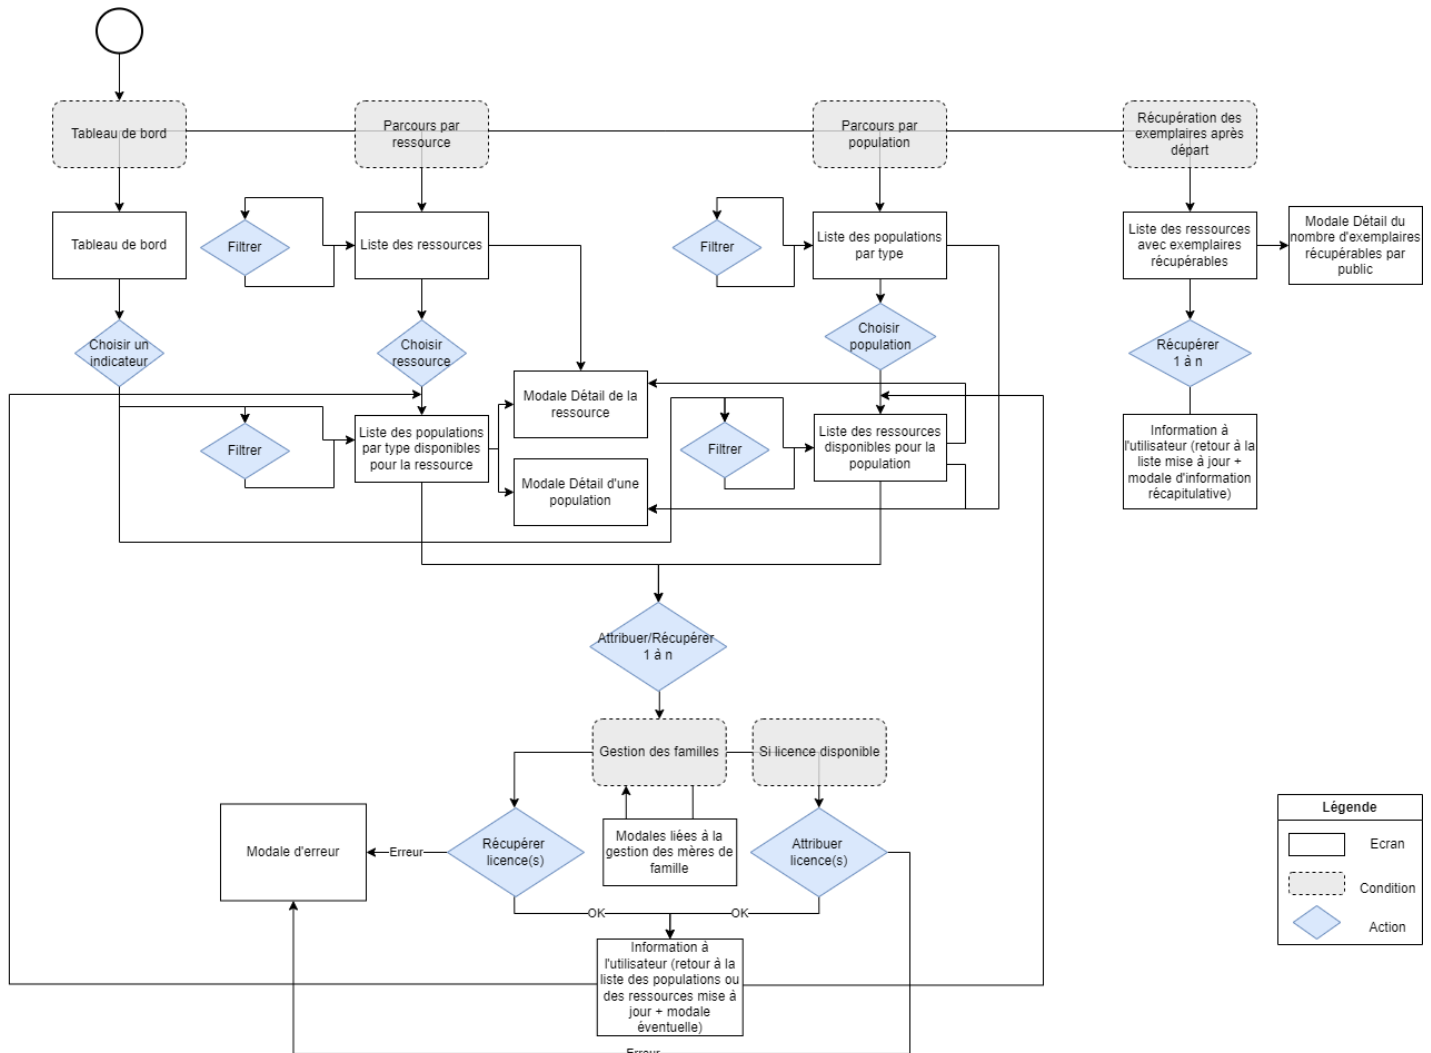 Tableau de bord
Parcours par
ressource
Parcours par
population
Récupération des
exemplaires après
départ
Tableau de bord
Filtrer
Liste des ressources
Filtrer
Liste des populations
par type
Liste des ressources
avec exemplaires
récupérables
Modale Détail du
nombre d'exemplaires
récupérables par
public
Choisir un
indicateur
Choisir
ressource
Choisir
population
Récupérer
1 à n
Modale Détail de la
ressource
Filtrer
Liste des populations
par type disponibles
pour la ressource
Modale Détail d'une
population
Filtrer
Liste des ressources
disponibles pour la
population
Information à
l'utilisateur (retour à la
liste mise à jour +
modale d'information
récapitulative)
Attribuer/Récupérer
1 à n
Gestion des familles
Si licence disponible
Modale d'erreur
Erreur
Récupérer
licence(s)
Modales liées à la
gestion des mères de
famille
Attribuer
licence(s)
OK
OK
Information à
l'utilisateur (retour à la
liste des populations ou
des ressources mise à
jour + modale
éventuelle)
Erreur
Légende
Ecran
Condition
Action